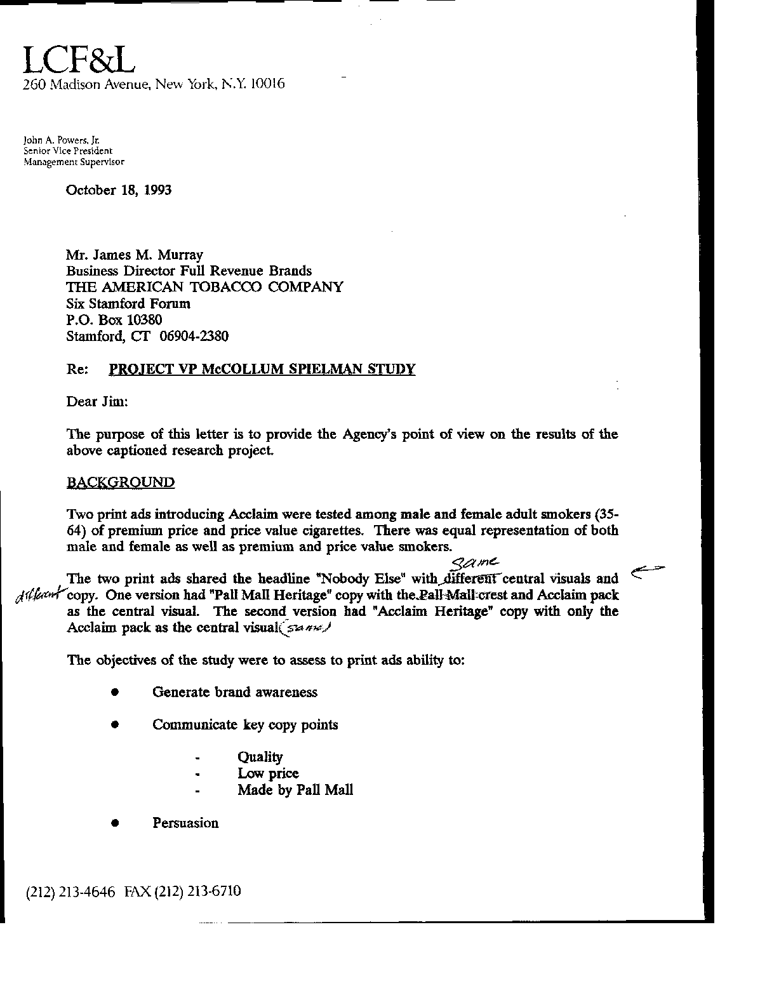 LCF&L
260 Madison Avenue, New York, N.Y. 10016
John A. Powers, Jr.
Senior Vice President
Management Supervisor
October 18, 1993
Mr. James M. Murray
Business Director Full Revenue Brands
THE AMERICAN TOBACCO COMPANY
Six Stamford Forum
P.O. Box 10380
Stamford, CT 06904-2380
Re: PROJECT VP McCOLLUM SPIELMAN STUDY
Dear Jim:
The purpose of this letter is to provide the Agency's point of view on the results of the
above captioned research project.
BACKGROUND
Two print ads introducing Acclaim were tested among male and female adult smokers (35-
64) of premium price and price value cigarettes. There was equal representation of both
male and female as well as premium and price value smokers.
same
The two print ads shared the headline "Nobody Else" with different central visuals and
different copy. One version had "Pall Mall Heritage" copy with the Pall Mall crest and Acclaim pack
as the central visual. The second version had "Acclaim Heritage" copy with only the
Acclaim pack as the central visual (same)
The objectives of the study were to assess to print ads ability to:
● Generate brand awareness
● Communicate key copy points
- Quality
- Low price
- Made by Pall Mall
● Persuasion
(212) 213-4646 FAX (212) 213-6710